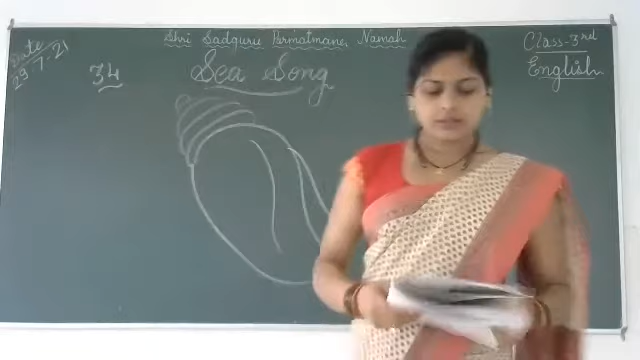 Shri Sadguru Parmatmane Namah
Date
29.7.21
Class-3rd
English
34
Sea Song